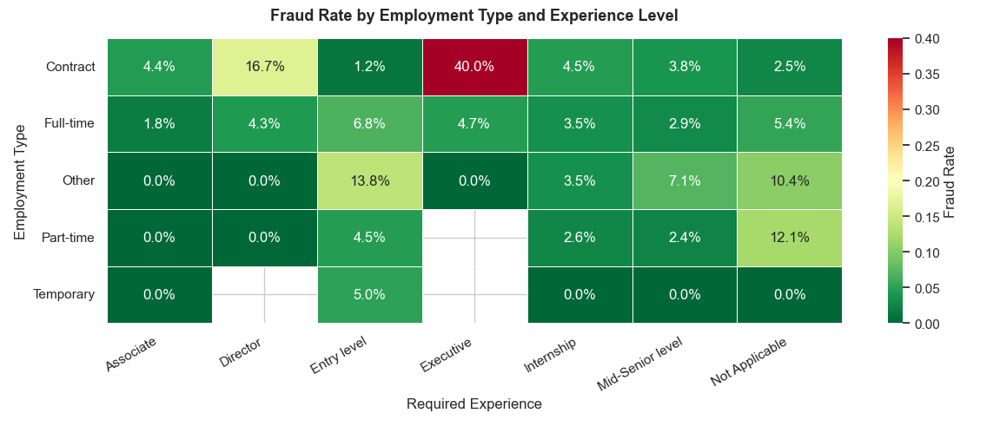 Fraud Rate by Employment Type and Experience Level
Employment Type
Contract 4.4% 16.7% 1.2% 40.0% 4.5% 3.8% 2.5%
Full-time 1.8% 4.3% 6.8% 4.7% 3.5% 2.9% 5.4%
Other 0.0% 0.0% 13.8% 0.0% 3.5% 7.1% 10.4%
Part-time 0.0% 0.0% 4.5% 2.6% 2.4% 12.1%
Temporary 0.0% 5.0% 0.0% 0.0% 0.0%
Associate Director Entry level Executive Internship Mid-Senior level Not Applicable
Required Experience
0.40
0.35
0.30
0.25
0.20
0.15
0.10
0.05
0.00
Fraud Rate